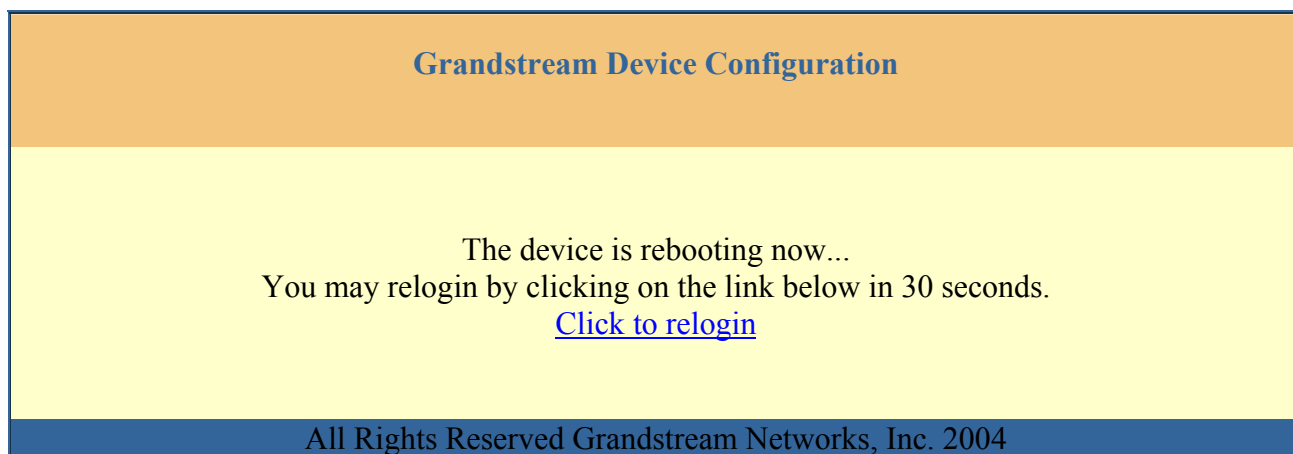 Grandstream Device Configuration
The device is rebooting now...
You may relogin by clicking on the link below in 30 seconds.
Click to relogin
All Rights Reserved Grandstream Networks, Inc. 2004